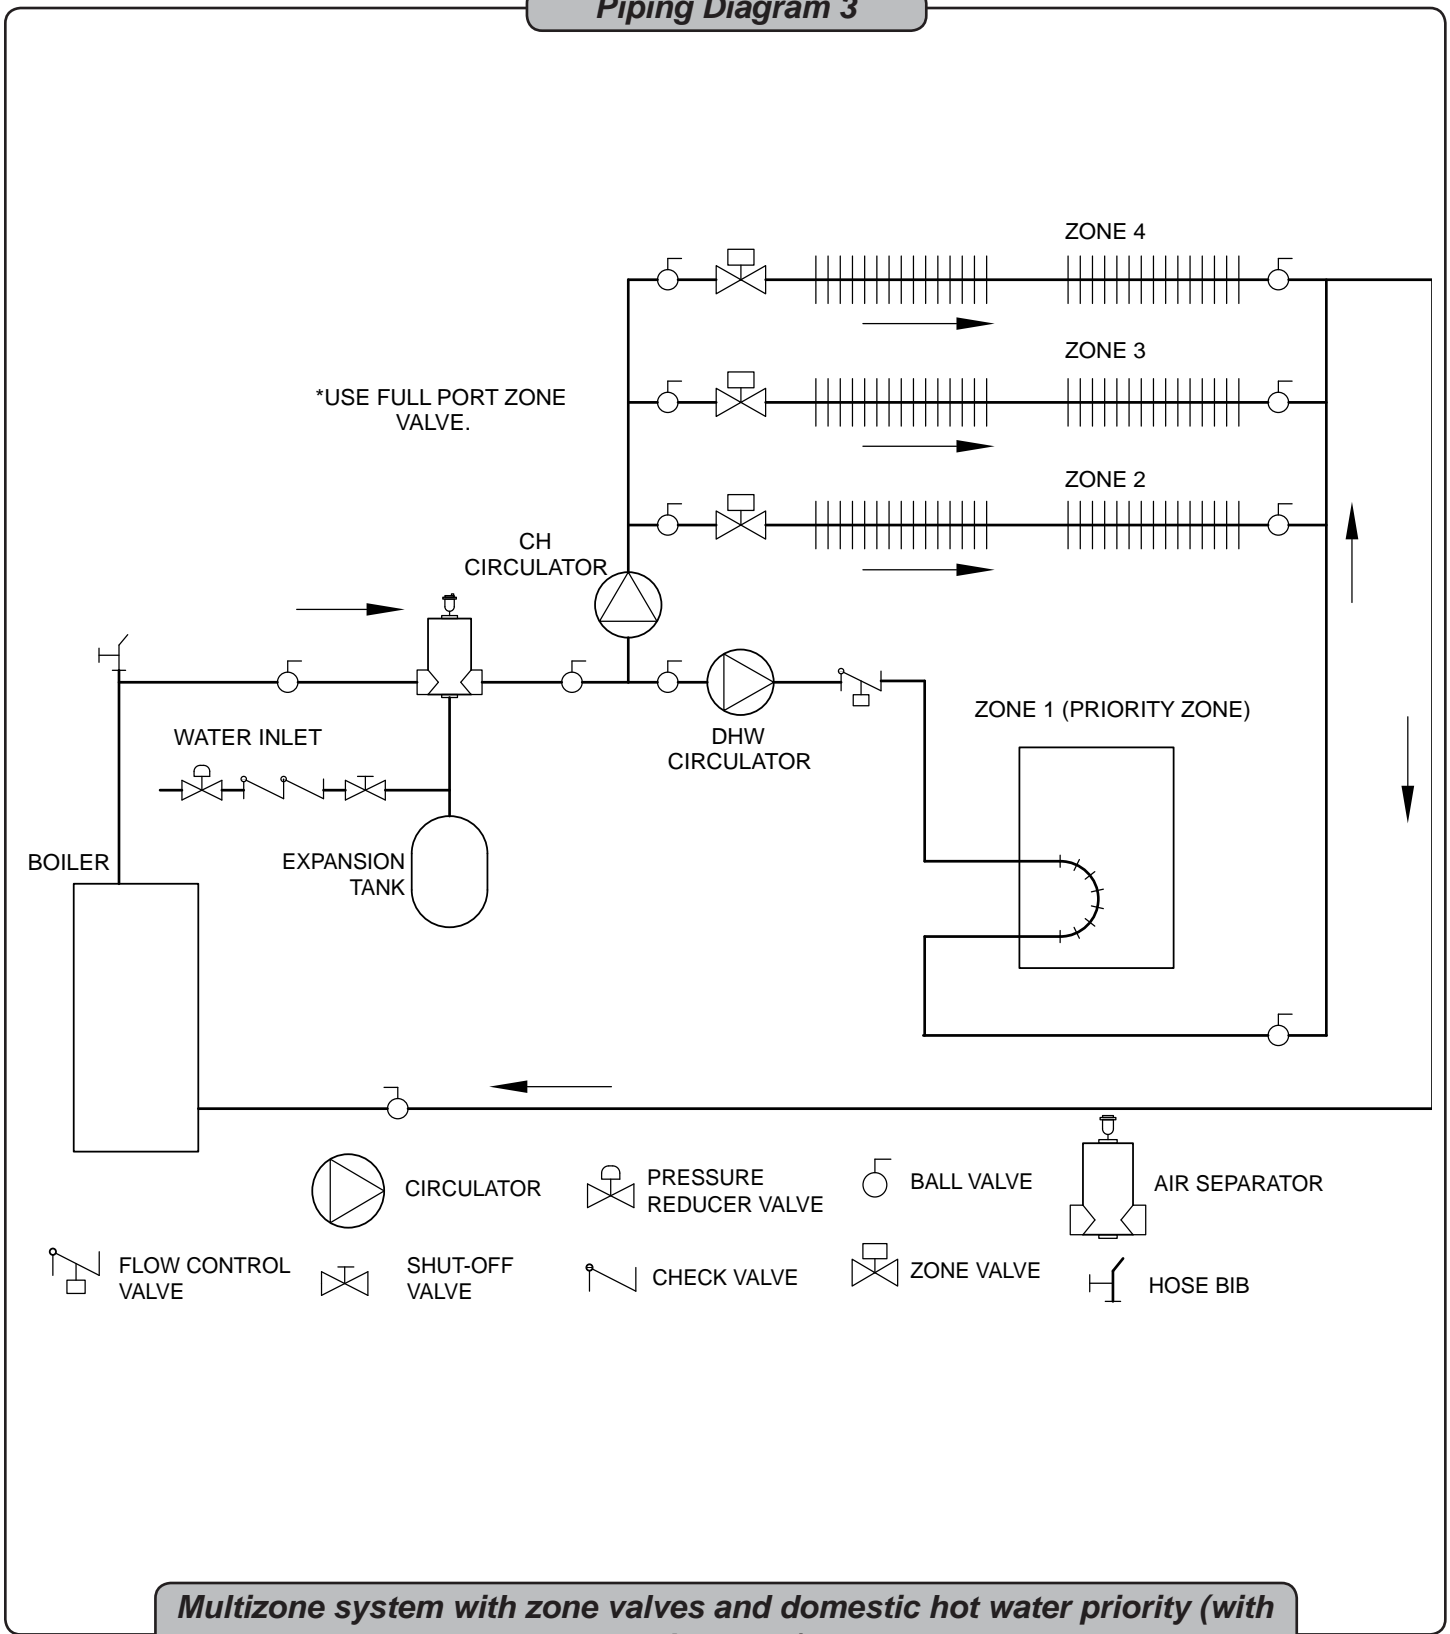 Piping Diagram 3
ZONE 4
ZONE 3
*USE FULL PORT ZONE
VALVE.
ZONE 2
CH
CIRCULATOR
ZONE 1 (PRIORITY ZONE)
WATER INLET
DHW
CIRCULATOR
BOILER
EXPANSION
TANK
CIRCULATOR
PRESSURE
REDUCER VALVE
BALL VALVE
AIR SEPARATOR
FLOW CONTROL
VALVE
SHUT-OFF
VALVE
CHECK VALVE
ZONE VALVE
HOSE BIB
Multizone system with zone valves and domestic hot water priority (with